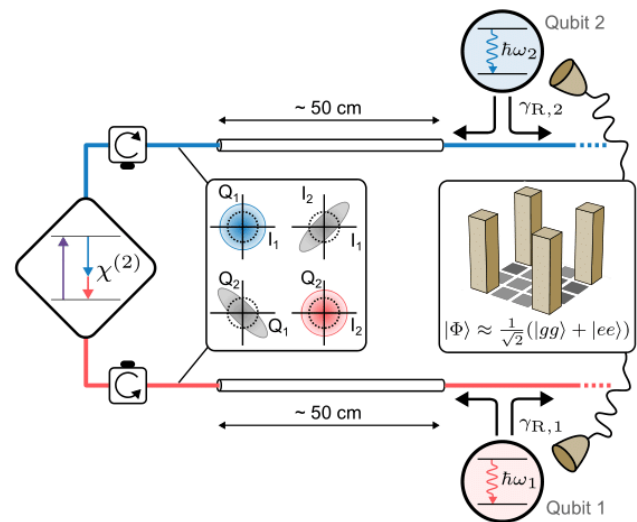 Qubit 2
ħω₂
γR,2
~ 50 cm
Q₁
I₁
I₂
I₁
χ⁽²⁾
Q₂
Q₁
Q₂
I₂
|Φ⟩ ≈ 1/√2(|gg⟩ + |ee⟩)
~ 50 cm
γR,1
ħω₁
Qubit 1